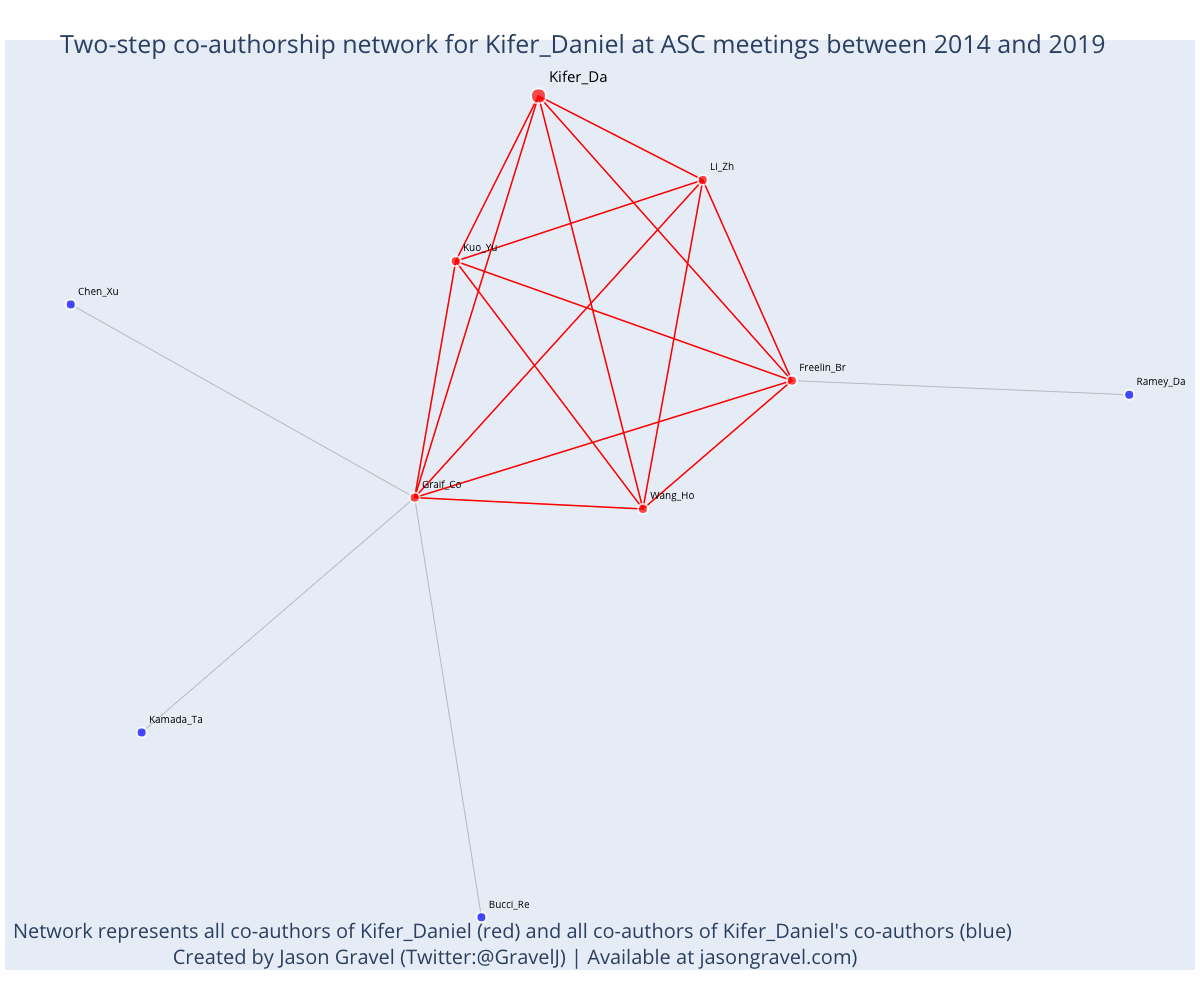 Two-step co-authorship network for Kifer_Daniel at ASC meetings between 2014 and 2019
Kifer_Da
Li_Zh
Kuo_Yu
Chen_Xu
Freelin_Br
Ramey_Da
Graif_Co
Wang_Ho
Kamada_Ta
Bucci_Re
Network represents all co-authors of Kifer_Daniel (red) and all co-authors of Kifer_Daniel's co-authors (blue)
Created by Jason Gravel (Twitter:@GravelJ) | Available at jasongravel.com)